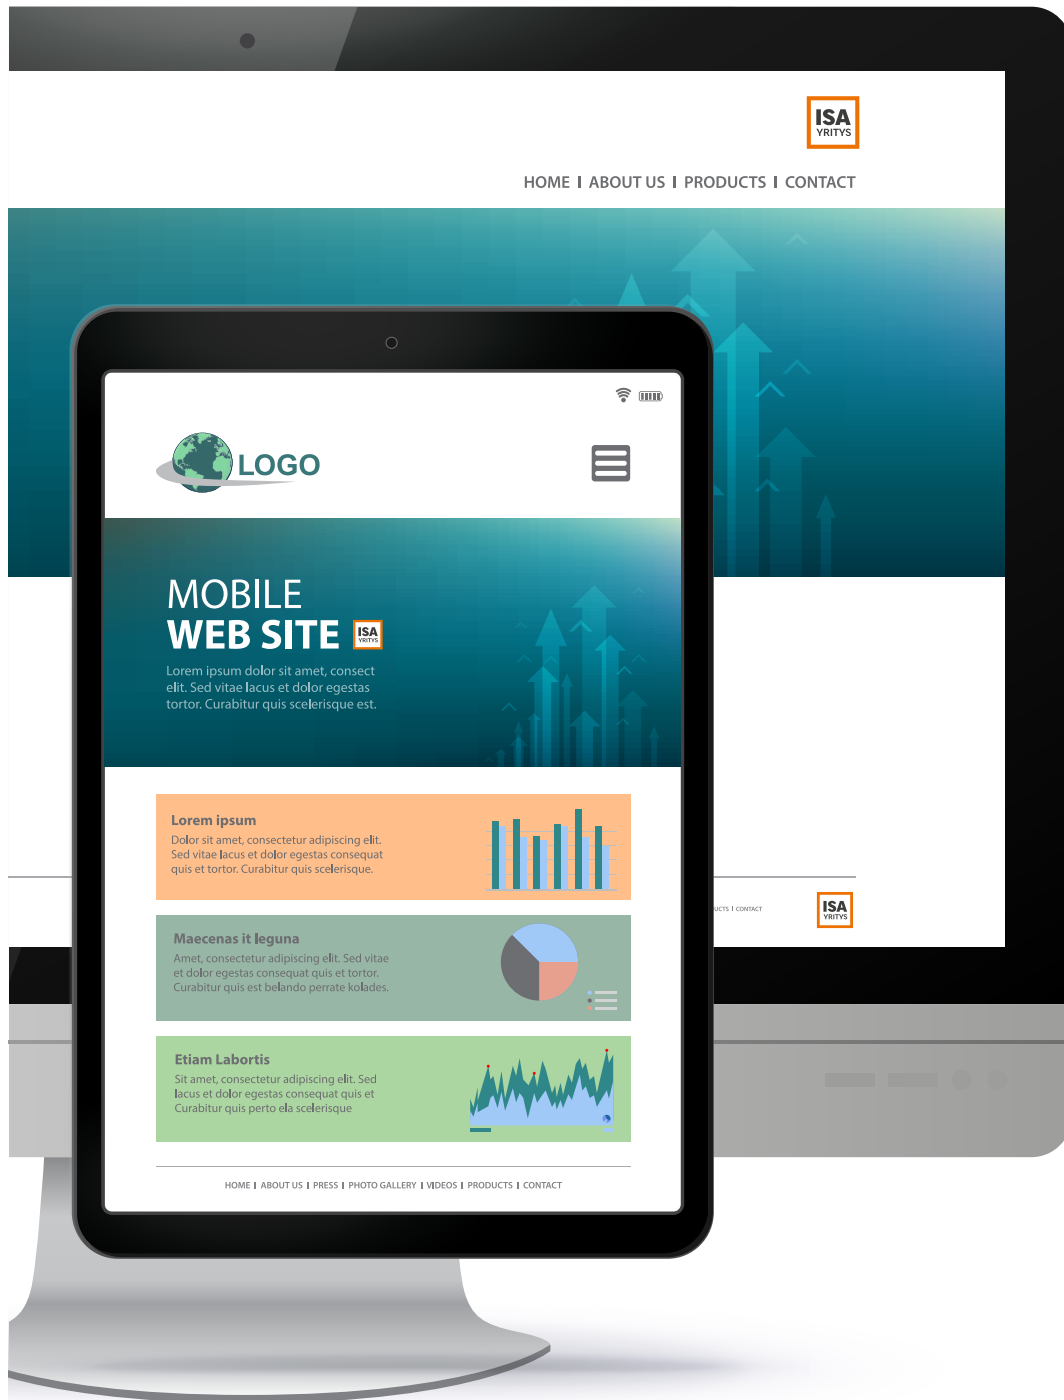 ISA
YRITYS
HOME I ABOUT US I PRODUCTS I CONTACT
LOGO
MOBILE
WEB SITE
ISA
YRITYS
Lorem ipsum dolor sit amet, consect
elit. Sed vitae lacus et dolor egestas
tortor. Curabitur quis scelerisque est.
Lorem ipsum
Dolor sit amet, consectetur adipiscing elit.
Sed vitae lacus et dolor egestas consequat
quis et tortor. Curabitur quis scelerisque.
Maecenas it leguna
Amet, consectetur adipiscing elit. Sed vitae
et dolor egestas consequat quis et tortor.
Curabitur quis est belando perrate kolades.
Etiam Labortis
Sit amet, consectetur adipiscing elit. Sed
lacus et dolor egestas consequat quis et
Curabitur quis perto ela scelerisque
HOME I ABOUT US I PRESS I PHOTO GALLERY I VIDEOS I PRODUCTS I CONTACT
UCTS I CONTACT
ISA
YRITYS